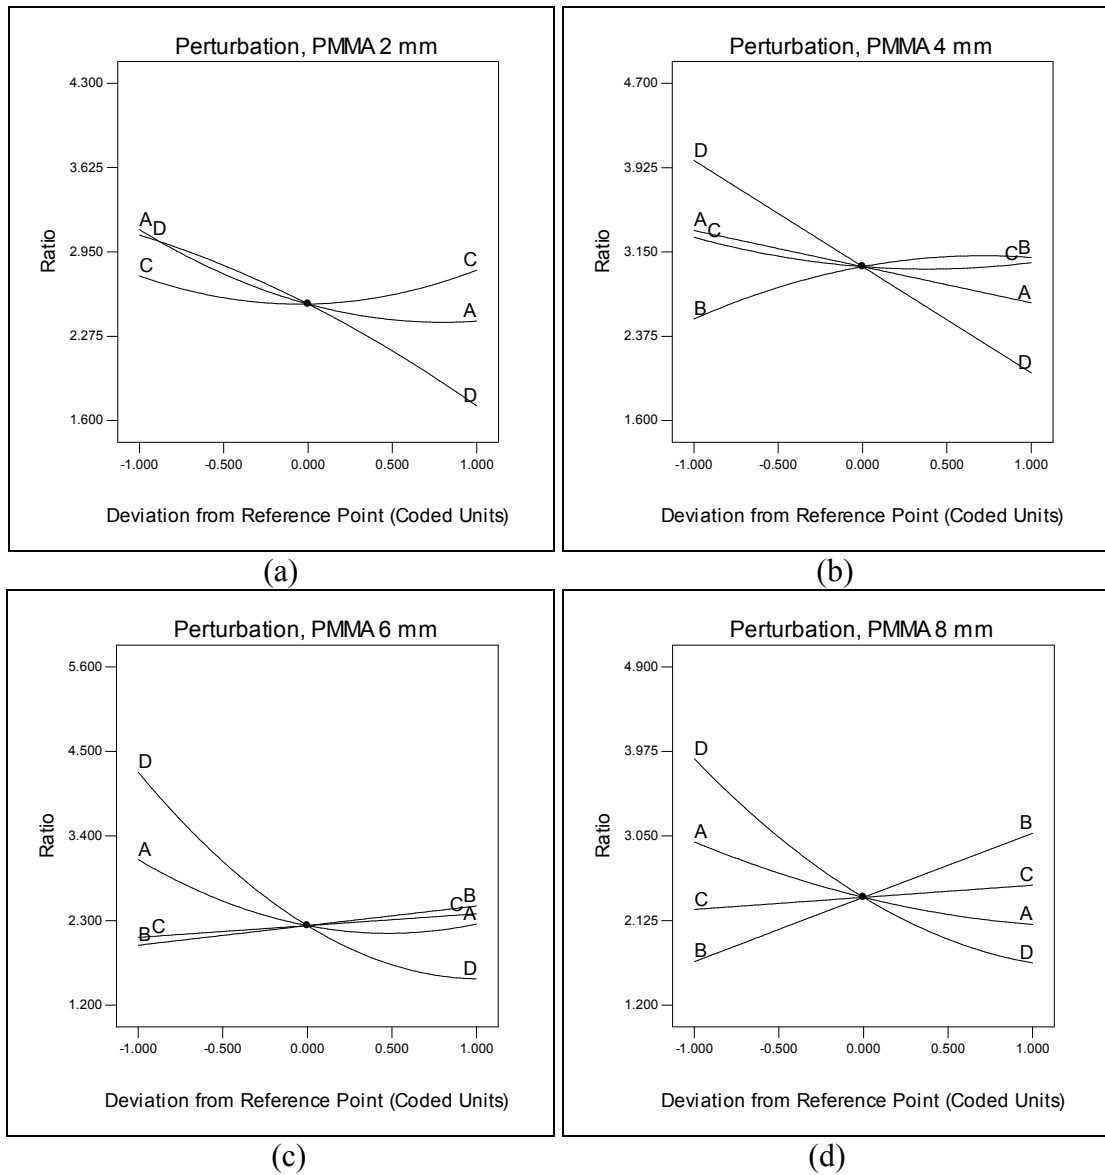 Perturbation, PMMA 2 mm
4.300
3.625
2.950
2.275
1.600
Ratio
A
D
C
C
A
D
-1.000 -0.500 0.000 0.500 1.000
Deviation from Reference Point (Coded Units)
(a)
Perturbation, PMMA 4 mm
4.700
3.925
3.150
2.375
1.600
Ratio
D
A
C
B
C
B
A
D
-1.000 -0.500 0.000 0.500 1.000
Deviation from Reference Point (Coded Units)
(b)
Perturbation, PMMA 6 mm
5.600
4.500
3.400
2.300
1.200
Ratio
D
A
C
B
B
C
A
D
-1.000 -0.500 0.000 0.500 1.000
Deviation from Reference Point (Coded Units)
(c)
Perturbation, PMMA 8 mm
4.900
3.975
3.050
2.125
1.200
Ratio
D
A
C
B
B
C
A
D
-1.000 -0.500 0.000 0.500 1.000
Deviation from Reference Point (Coded Units)
(d)